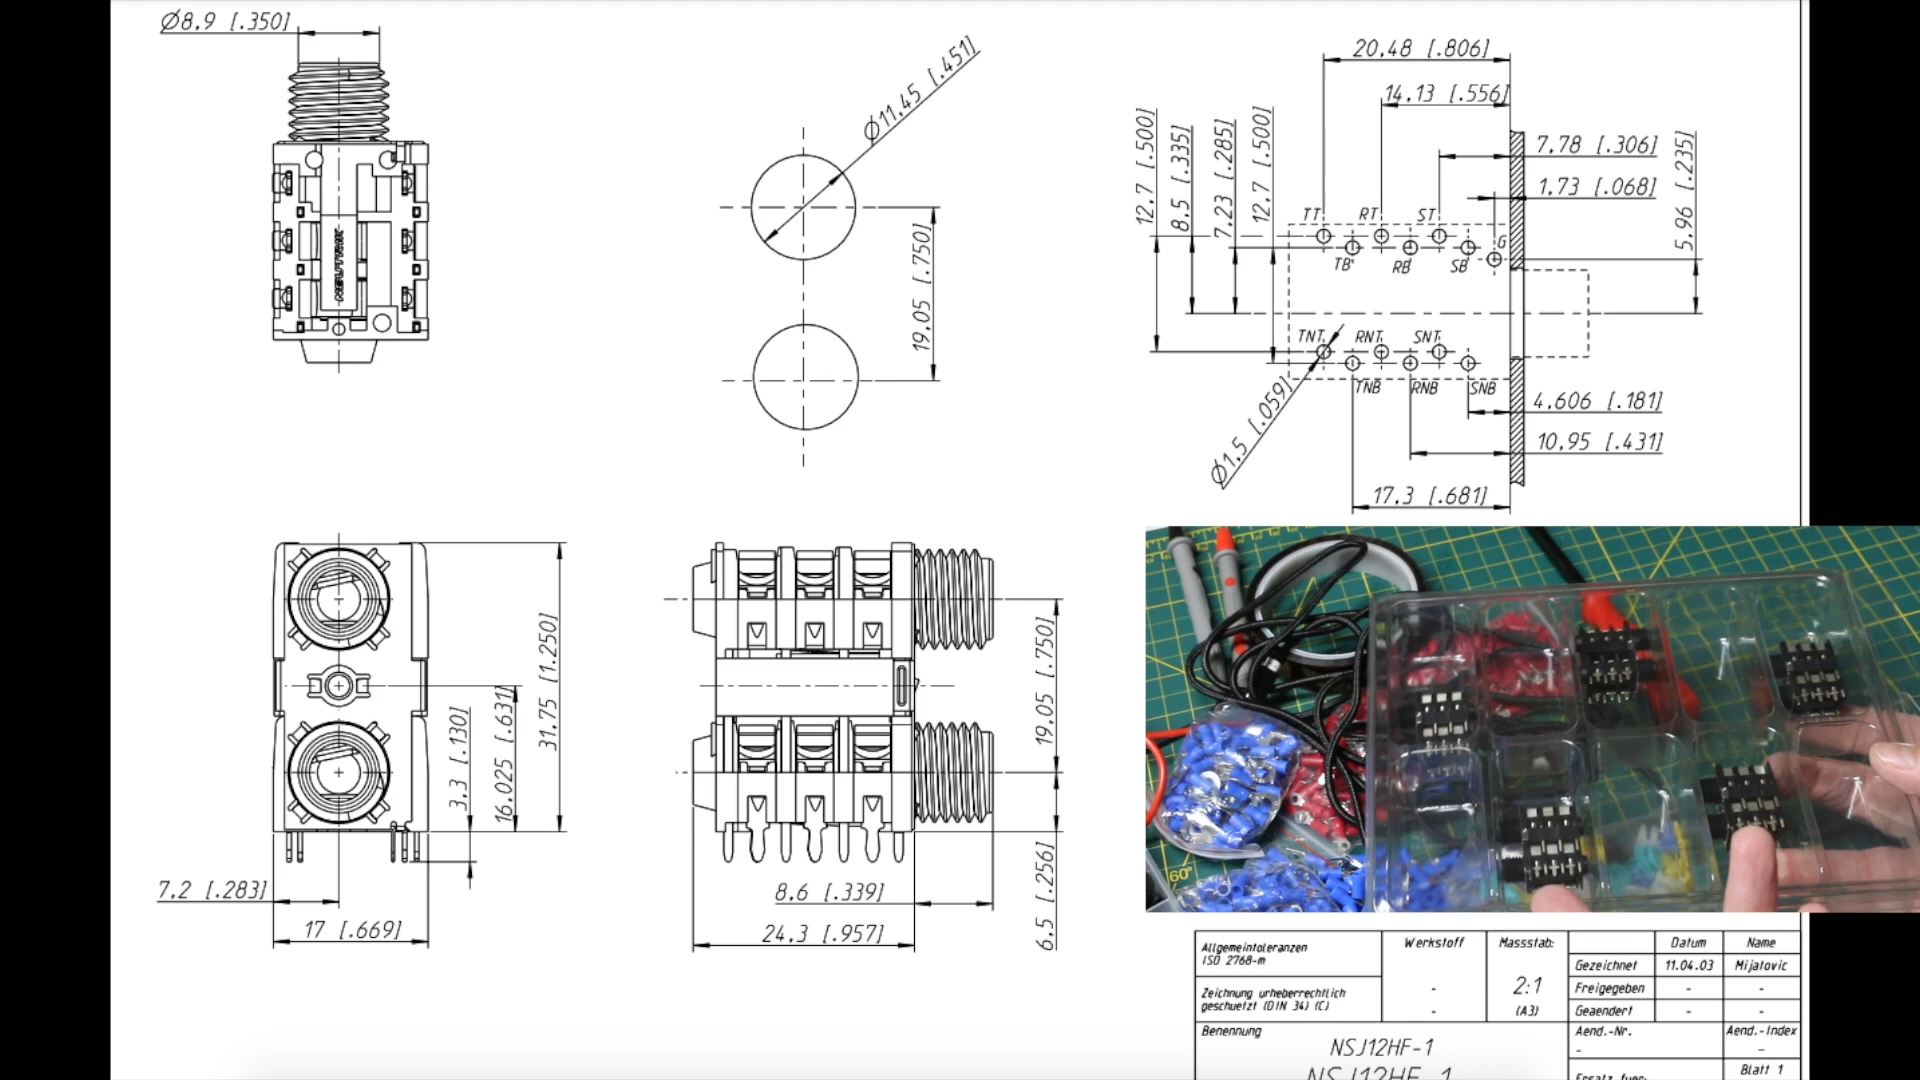 Ø8,9 [.350]
Ø11,45 [.451]
19,05 [.750]
20,48 [.806]
14,13 [.556]
7,78 [.306]
1,73 [.068]
5,96 [.235]
12,7 [.500]
8,5 [.335]
7,23 [.285]
12,7 [.500]
TT RT ST
G
TB RB SB
TNT RNT SNT
TNB RNB SNB
Ø1,5 [.059]
4,606 [.181]
10,95 [.431]
17,3 [.681]
NEUTRIK
31,75 [1.250]
16,025 [.631]
3,3 [.130]
7,2 [.283]
17 [.669]
19,05 [.750]
6,5 [.256]
8,6 [.339]
24,3 [.957]
60°
Allgemeintoleranzen
ISO 2768-m
Werkstoff
Massstab:
Datum
Name
Gezeichnet
11.04.03
Mijatovic
Zeichnung urheberrechtlich
geschuetzt (DIN 34) (C)
-
-
2:1
(A3)
Freigegeben
-
-
Geaendert
-
-
Benennung
Aend.-Nr.
Aend.-Index
-
-
NSJ12HF-1
NSJ12HF-1
Ersatz fuer:
Blatt 1